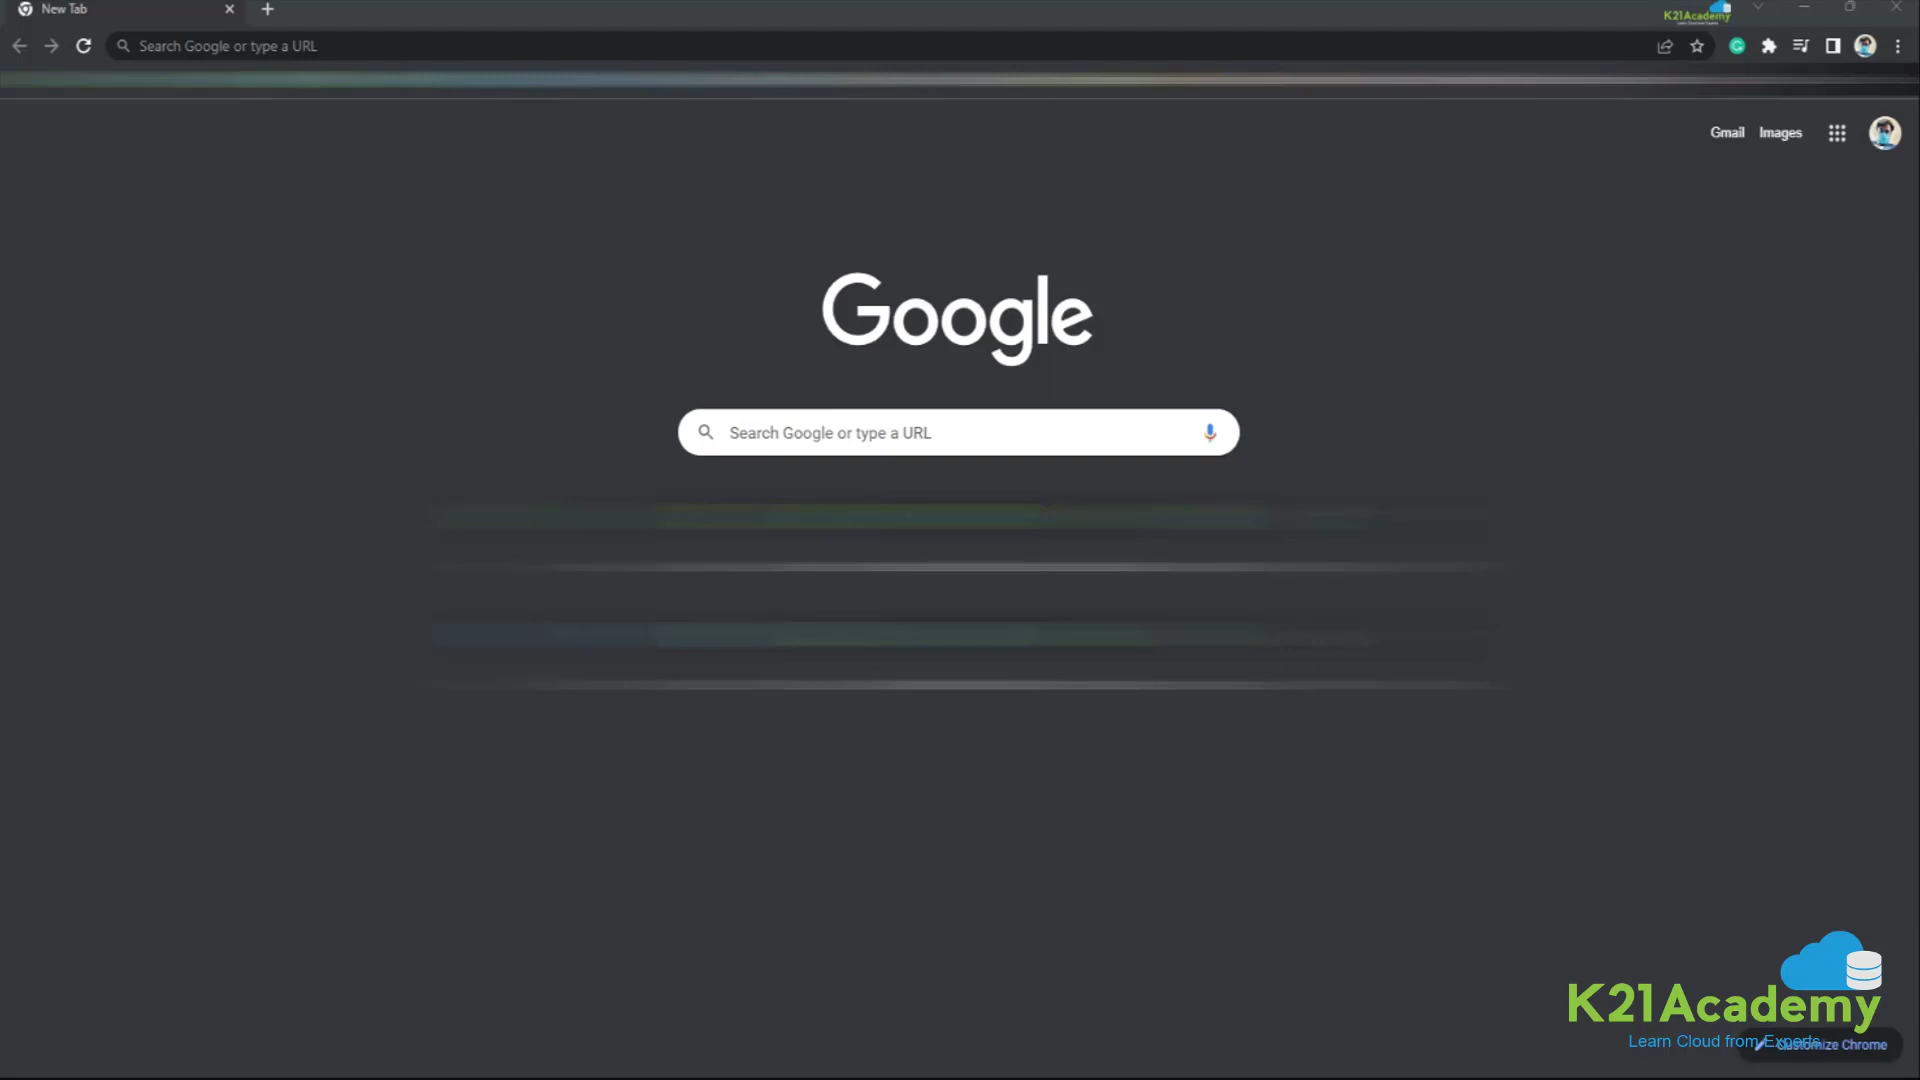 New Tab
K21Academy
Search Google or type a URL
Gmail Images
Google
Search Google or type a URL
K21Academy
Learn Cloud from Experts
Customize Chrome